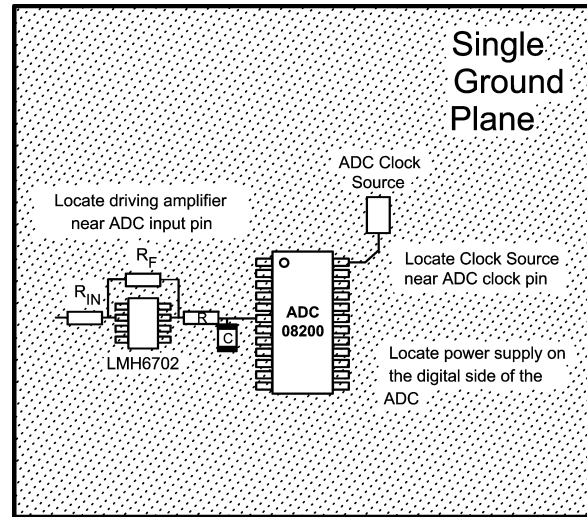 Single
Ground
Plane
ADC Clock
Source
Locate driving amplifier
near ADC input pin
Locate Clock Source
near ADC clock pin
RF
RIN
R
C
LMH6702
ADC
08200
Locate power supply on
the digital side of the
ADC